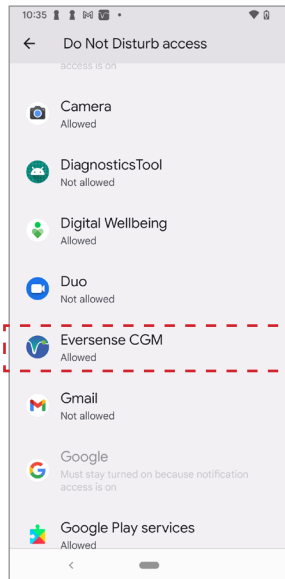 10:35
Do Not Disturb access
access is on
Camera
Allowed
DiagnosticsTool
Not allowed
Digital Wellbeing
Allowed
Duo
Not allowed
Eversense CGM
Allowed
Gmail
Not allowed
Google
Must stay turned on because notification
access is on
Google Play services
Allowed